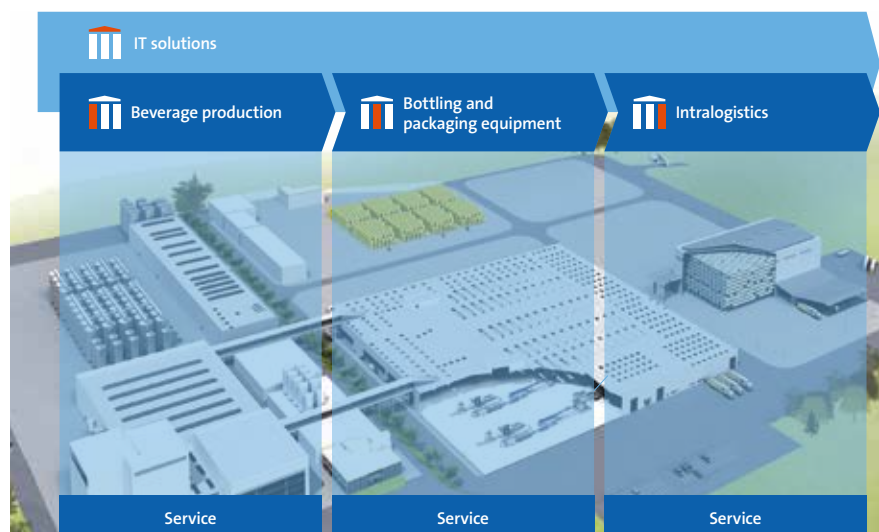 IT solutions
Beverage production
Bottling and
packaging equipment
Intralogistics
Service
Service
Service